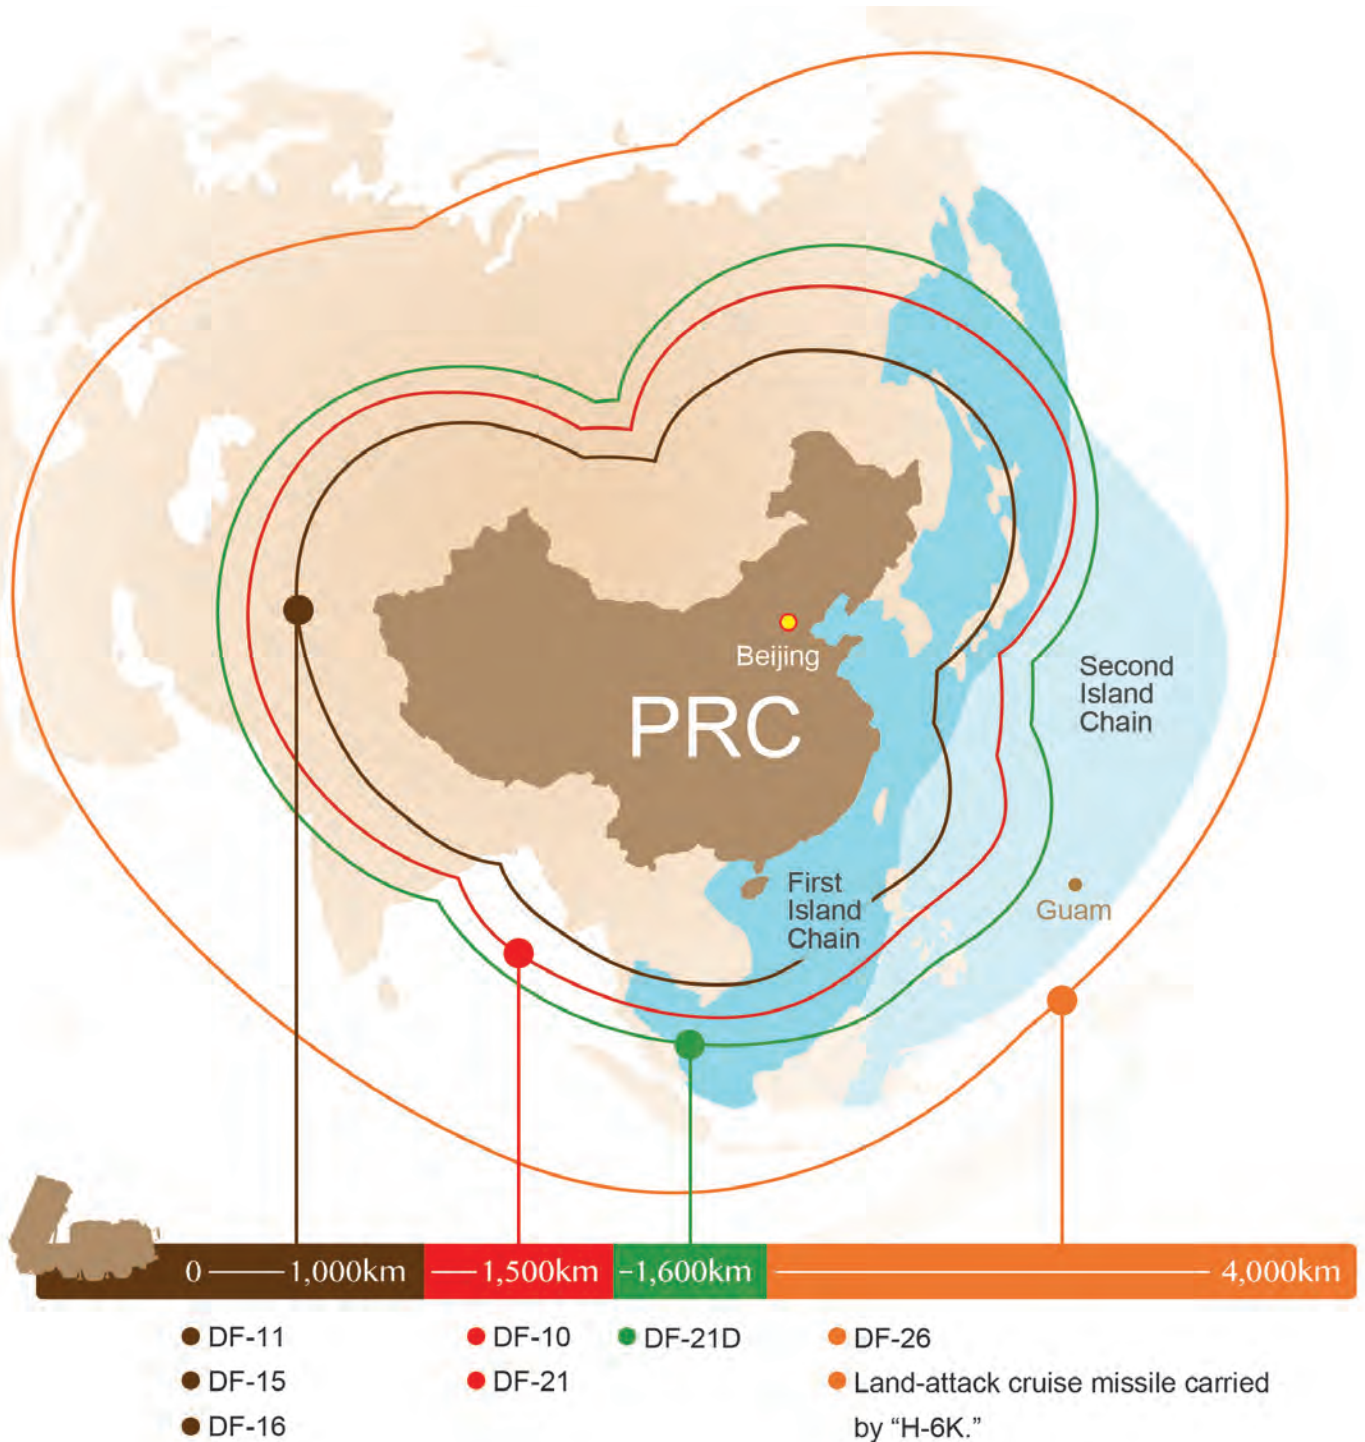 Beijing
PRC
Second
Island
Chain
First
Island
Chain
Guam
0 1,000km 1,500km 1,600km 4,000km
DF-11
DF-15
DF-16
DF-10
DF-21
DF-21D
DF-26
Land-attack cruise missile carried
by “H-6K.”